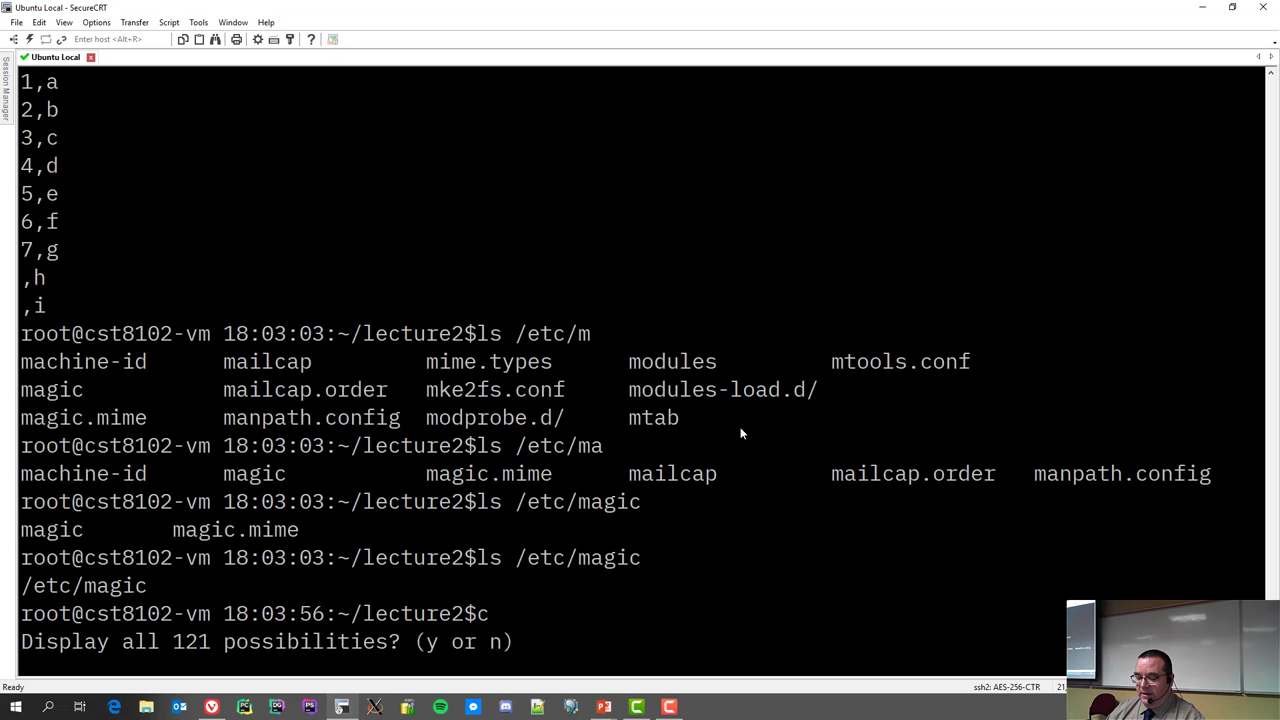 Ubuntu Local - SecureCRT
File Edit View Options Transfer Script Tools Window Help
Enter host <Alt+R>
Ubuntu Local
Session Manager
1,a
2,b
3,c
4,d
5,e
6,f
7,g
,h
,i
root@cst8102-vm 18:03:03:~/lecture2$ls /etc/m
machine-id mailcap mime.types modules mtools.conf
magic mailcap.order mke2fs.conf modules-load.d/
magic.mime manpath.config modprobe.d/ mtab
root@cst8102-vm 18:03:03:~/lecture2$ls /etc/ma
machine-id magic magic.mime mailcap mailcap.order manpath.config
root@cst8102-vm 18:03:03:~/lecture2$ls /etc/magic
magic magic.mime
root@cst8102-vm 18:03:03:~/lecture2$ls /etc/magic
/etc/magic
root@cst8102-vm 18:03:56:~/lecture2$c
Display all 121 possibilities? (y or n)
Ready
ssh2: AES-256-CTR
21,